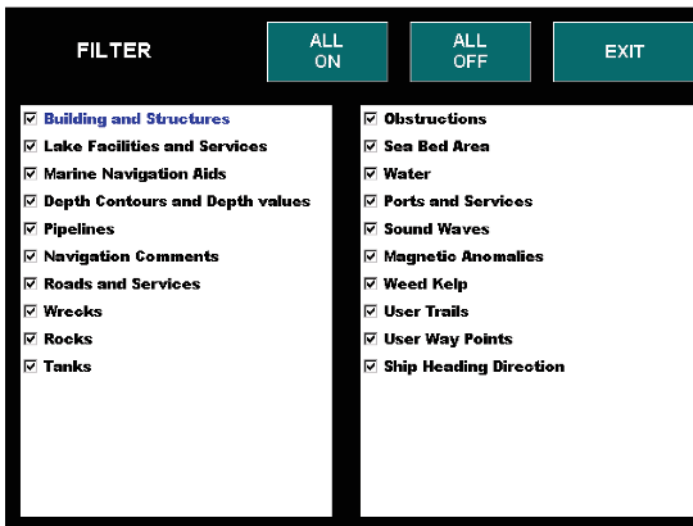 FILTER
ALL
ON
ALL
OFF
EXIT
Building and Structures
Lake Facilities and Services
Marine Navigation Aids
Depth Contours and Depth values
Pipelines
Navigation Comments
Roads and Services
Wrecks
Rocks
Tanks
Obstructions
Sea Bed Area
Water
Ports and Services
Sound Waves
Magnetic Anomalies
Weed Kelp
User Trails
User Way Points
Ship Heading Direction